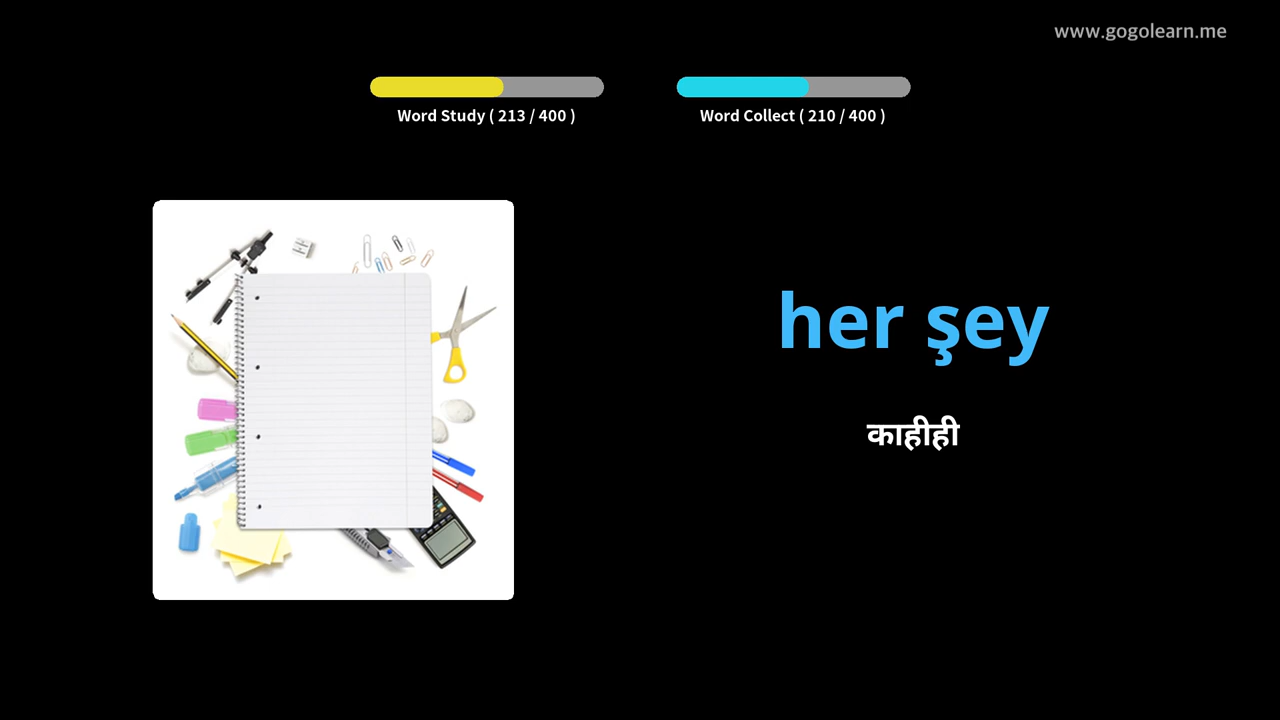 www.gogolearn.me
Word Study ( 213 / 400 )
Word Collect ( 210 / 400 )
her şey
काहीही